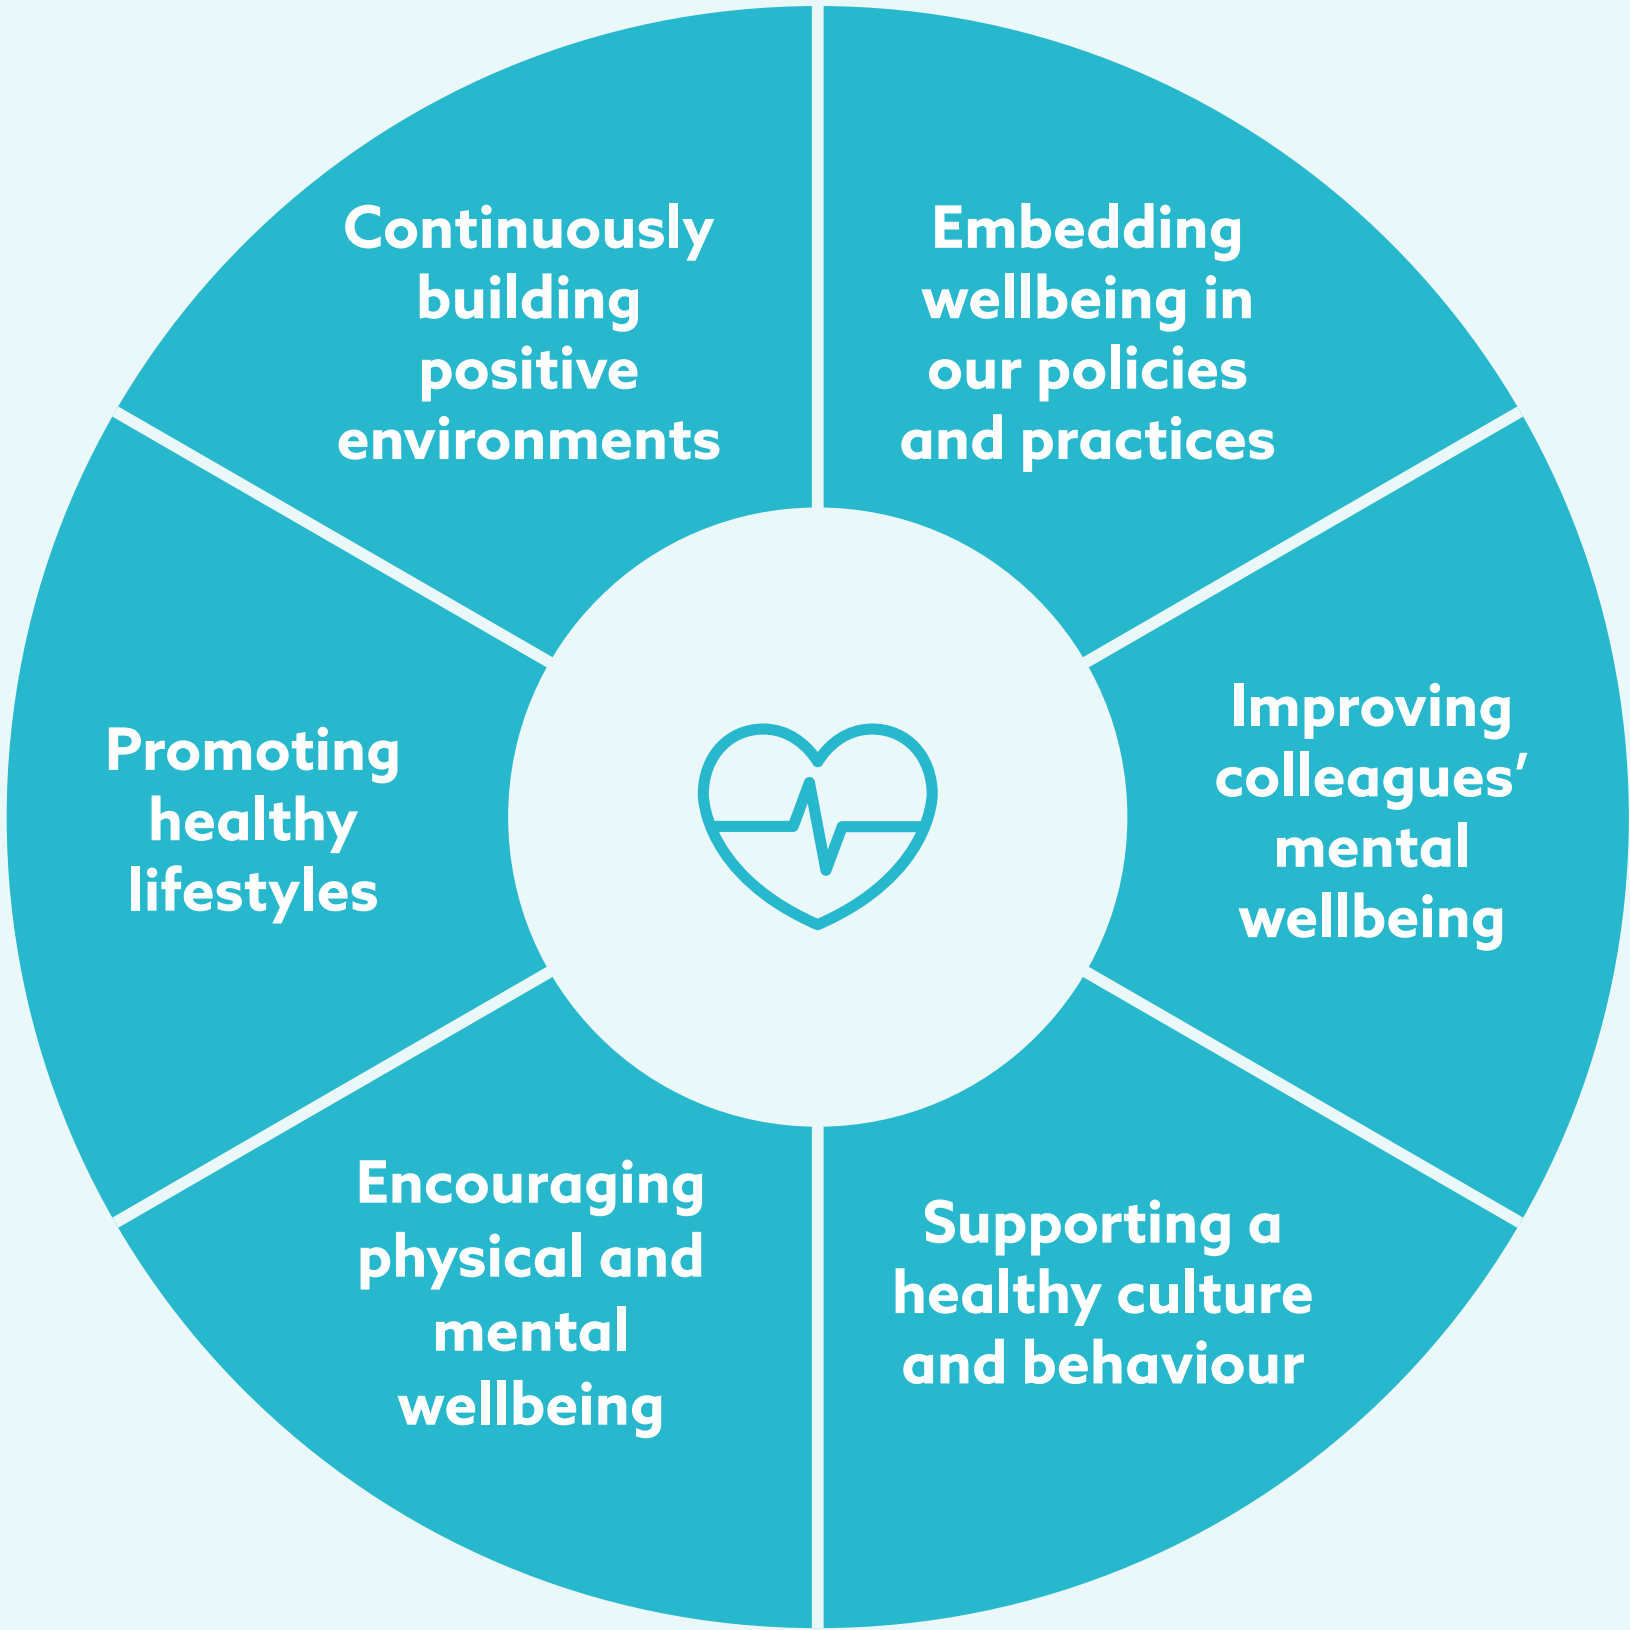 Continuously
building
positive
environments
Embedding
wellbeing in
our policies
and practices
Improving
colleagues’
mental
wellbeing
Supporting a
healthy culture
and behaviour
Encouraging
physical and
mental
wellbeing
Promoting
healthy
lifestyles